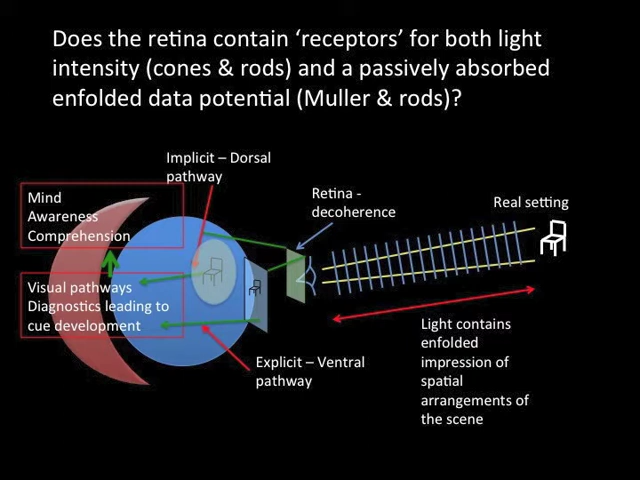 Does the retina contain ‘receptors’ for both light
intensity (cones & rods) and a passively absorbed
enfolded data potential (Muller & rods)?
Implicit – Dorsal
pathway
Mind
Awareness
Comprehension
Retina -
decoherence
Real setting
Visual pathways
Diagnostics leading to
cue development
Explicit – Ventral
pathway
Light contains
enfolded
impression of
spatial
arrangements of
the scene